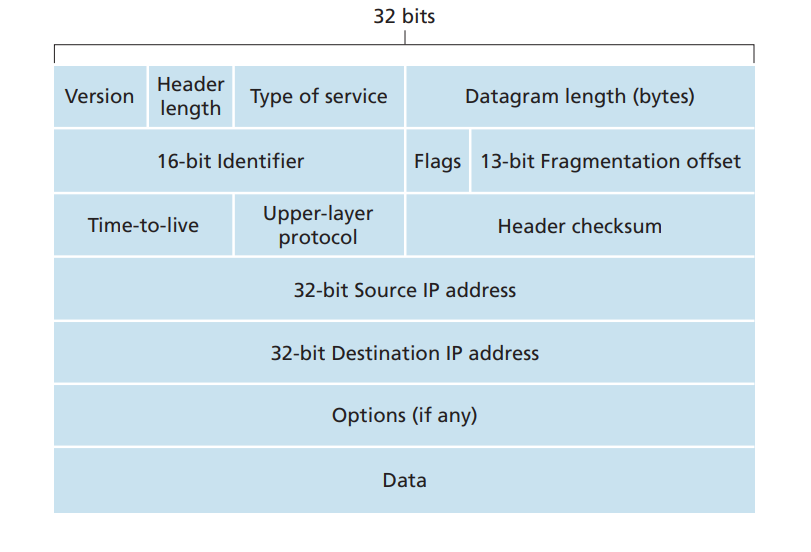 32 bits
Version
Header
length
Type of service
Datagram length (bytes)
16-bit Identifier
Flags
13-bit Fragmentation offset
Time-to-live
Upper-layer
protocol
Header checksum
32-bit Source IP address
32-bit Destination IP address
Options (if any)
Data